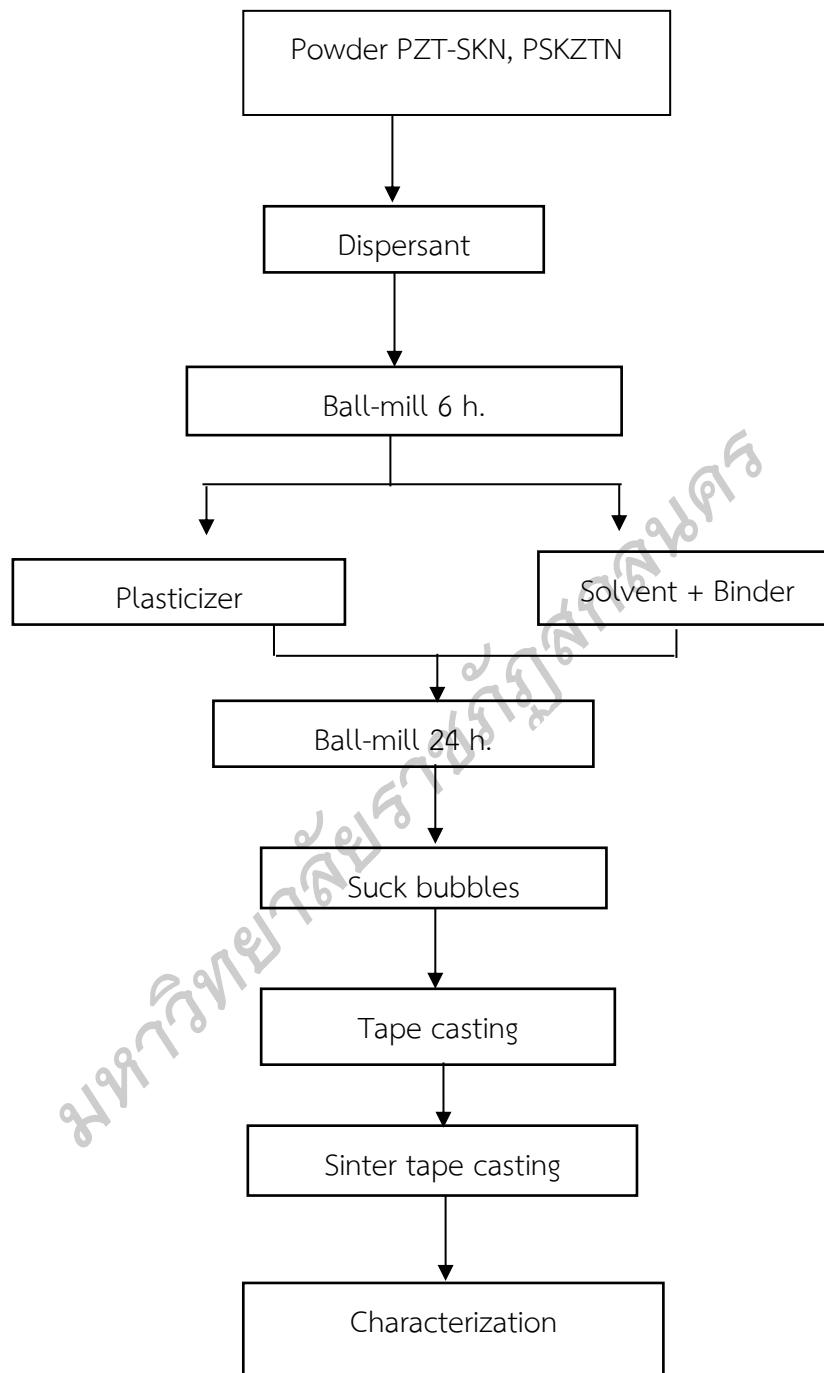 Powder PZT-SKN, PSKZTN
Dispersant
Ball-mill 6 h.
Plasticizer
Solvent + Binder
Ball-mill 24 h.
Suck bubbles
Tape casting
Sinter tape casting
Characterization
มหาวิทยาลัยราชภัฏสกลนคร